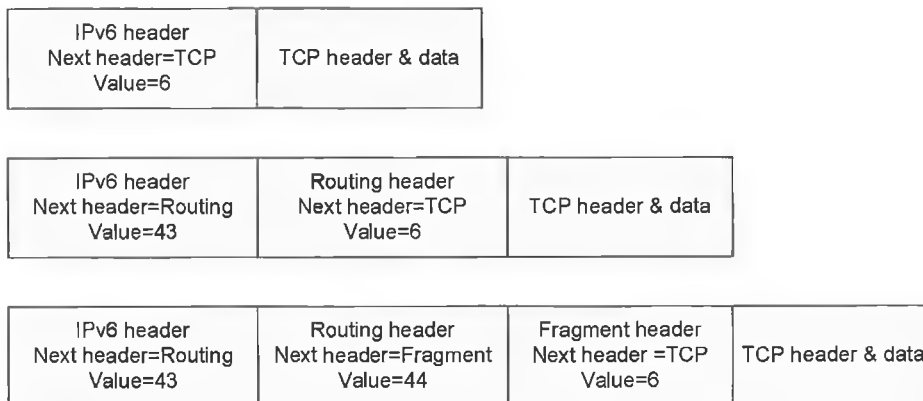 IPv6 header
Next header=TCP
Value=6
TCP header & data
IPv6 header
Next header=Routing
Value=43
Routing header
Next header=TCP
Value=6
TCP header & data
IPv6 header
Next header=Routing
Value=43
Routing header
Next header=Fragment
Value=44
Fragment header
Next header =TCP
Value=6
TCP header & data